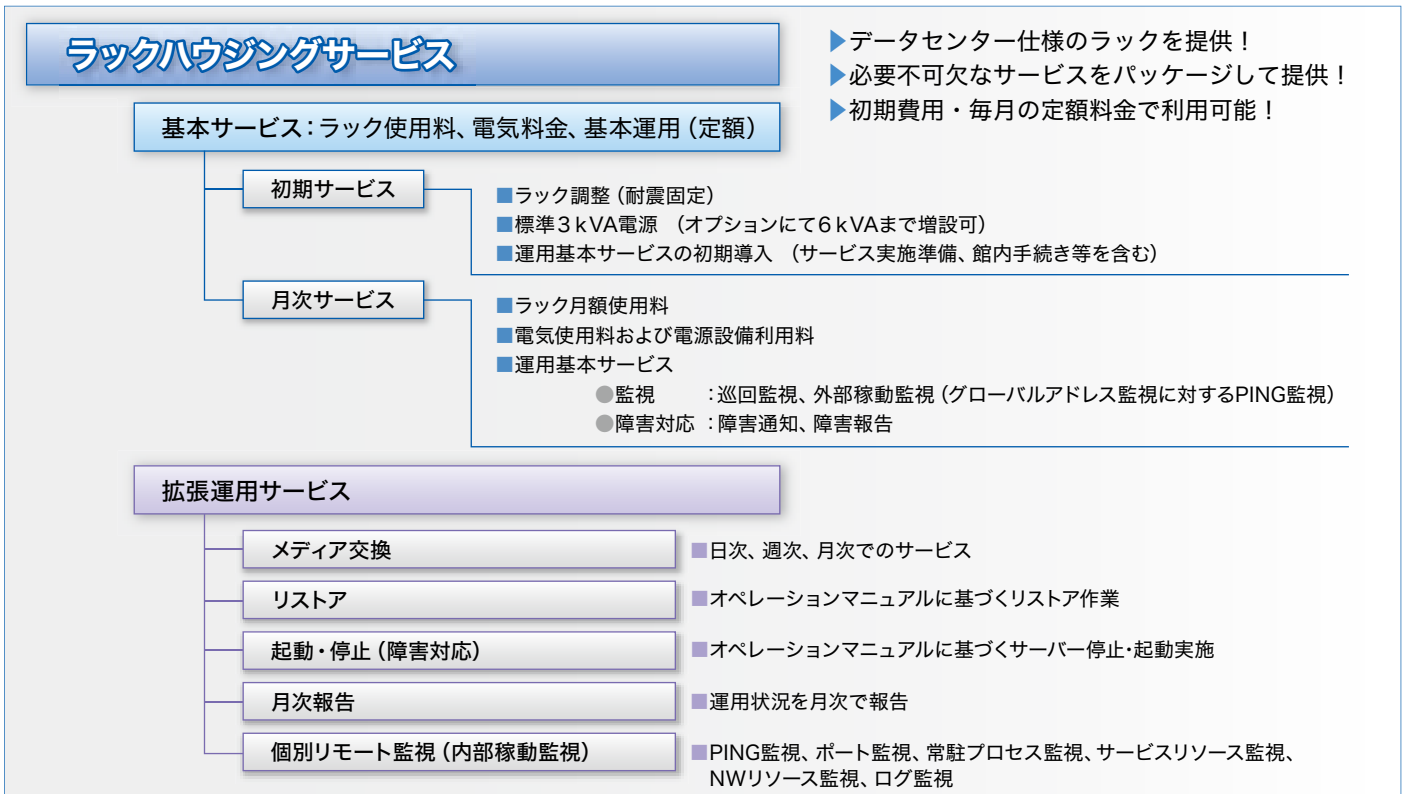 ラックハウジングサービス
▶データセンター仕様のラックを提供！
▶必要不可欠なサービスをパッケージして提供！
▶初期費用・毎月の定額料金で利用可能！
基本サービス：ラック使用料、電気料金、基本運用（定額）
初期サービス
■ラック調整（耐震固定）
■標準3kVA電源 （オプションにて6kVAまで増設可）
■運用基本サービスの初期導入 （サービス実施準備、館内手続き等を含む）
月次サービス
■ラック月額使用料
■電気使用料および電源設備利用料
■運用基本サービス
●監視 ：巡回監視、外部稼動監視（グローバルアドレス監視に対するPING監視）
●障害対応 ：障害通知、障害報告
拡張運用サービス
メディア交換 ■日次、週次、月次でのサービス
リストア ■オペレーションマニュアルに基づくリストア作業
起動・停止（障害対応） ■オペレーションマニュアルに基づくサーバー停止・起動実施
月次報告 ■運用状況を月次で報告
個別リモート監視（内部稼動監視） ■PING監視、ポート監視、常駐プロセス監視、サービスリソース監視、
NWリソース監視、ログ監視